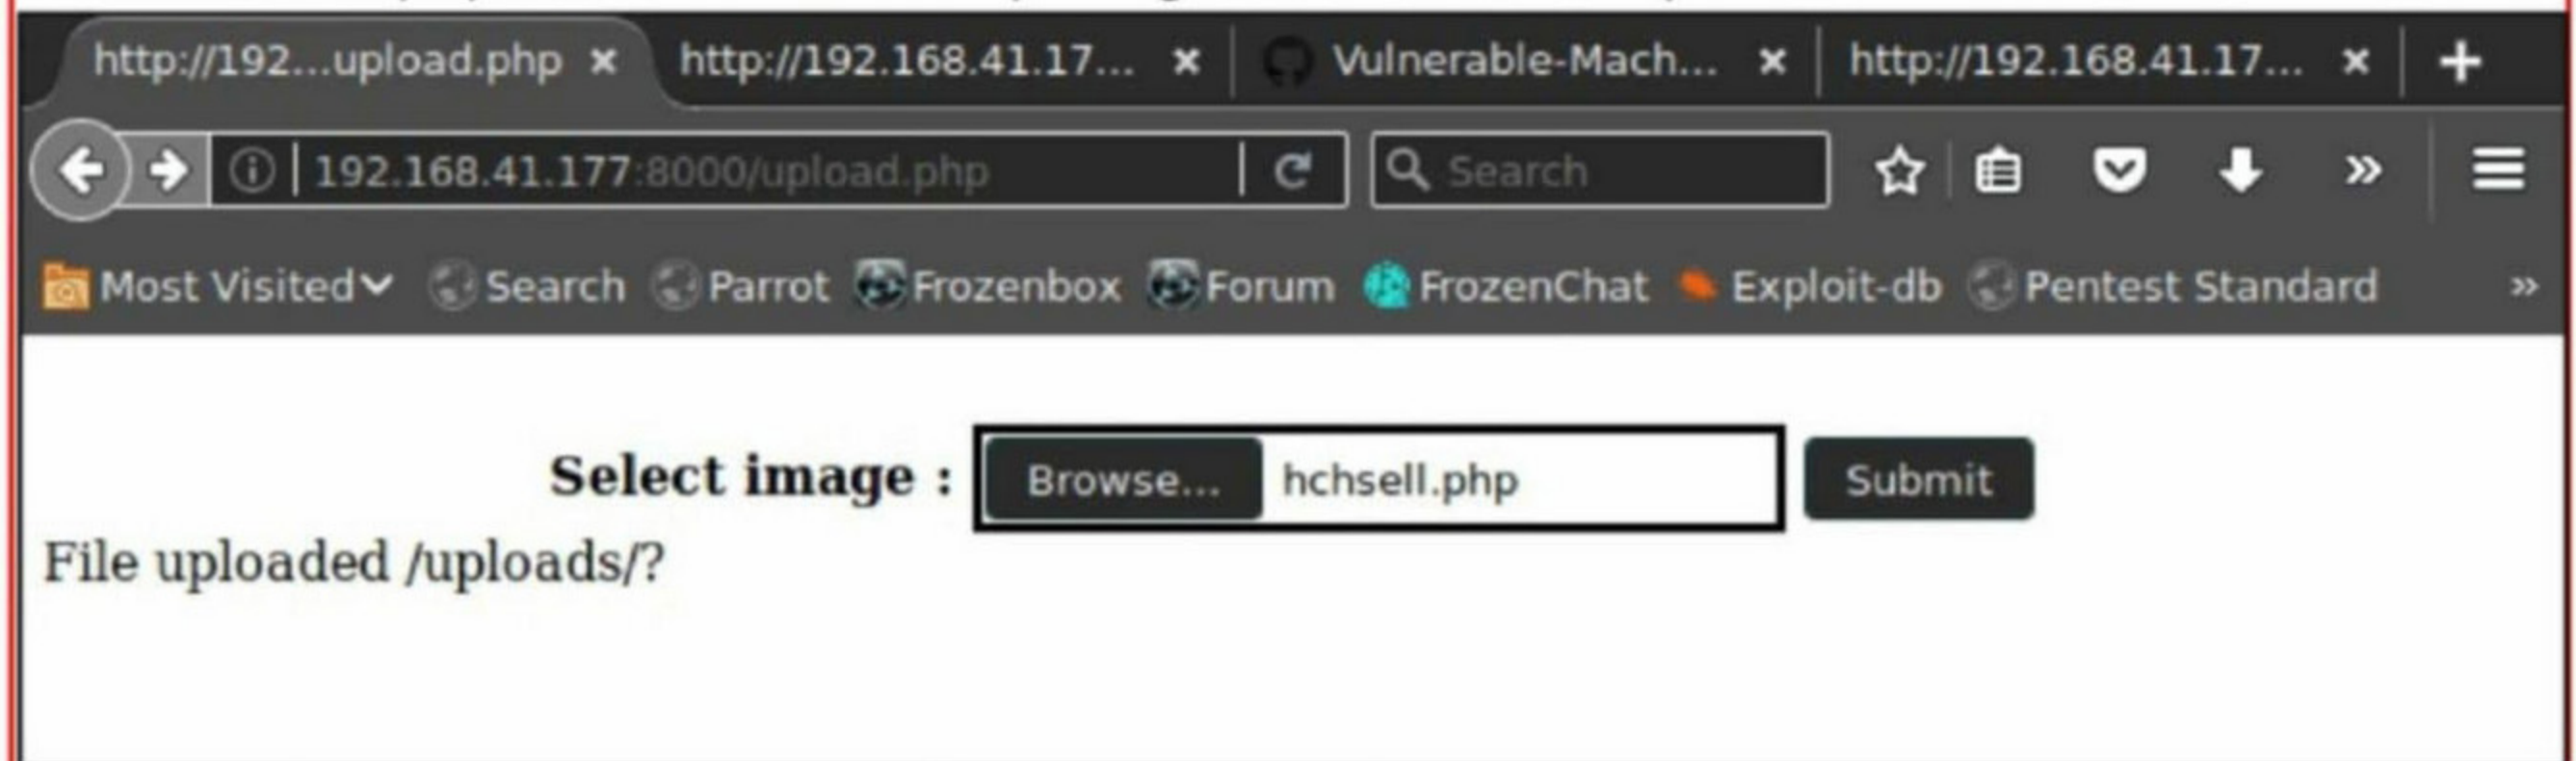 http://192...upload.php × http://192.168.41.17... × Vulnerable-Mach... × http://192.168.41.17... × +
192.168.41.177:8000/upload.php Search
Most Visited Search Parrot Frozenbox Forum FrozenChat Exploit-db Pentest Standard »
Select image : Browse... hchsell.php Submit
File uploaded /uploads/?